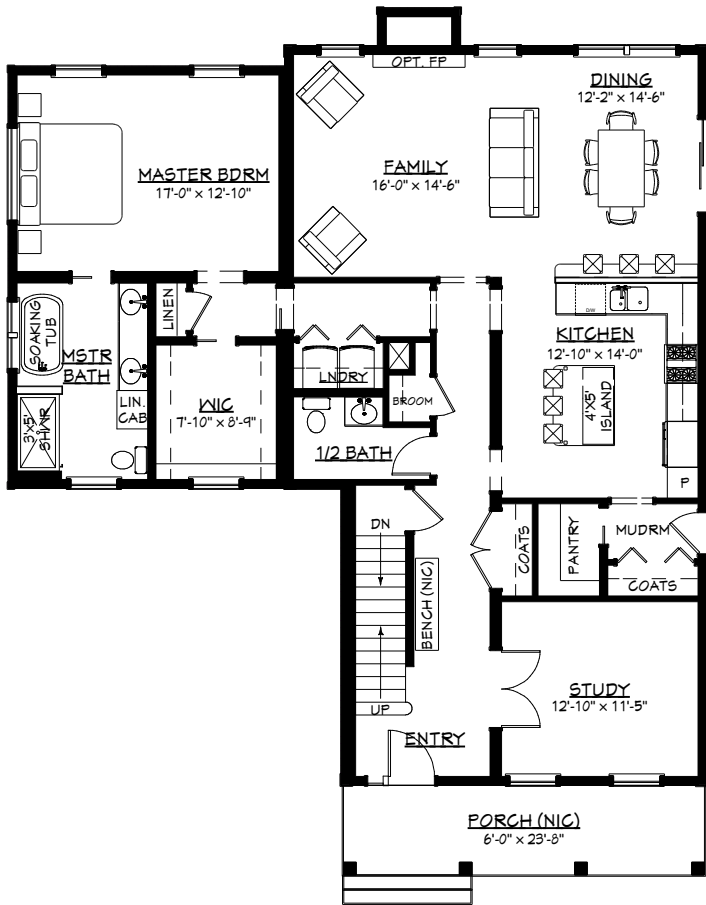 OPT. FP
DINING
12'-2" x 14'-6"
MASTER BDRM
17'-0" x 12'-10"
FAMILY
16'-0" x 14'-6"
LINEN
SOAKING
TUB
MSTR
BATH
DW
KITCHEN
12'-10" x 14'-0"
LNDRY
LIN.
CAB
WIC
7'-10" x 8'-9"
BROOM
4'X5'
ISLAND
3'x5'
SHWR
1/2 BATH
P
DN
COATS
PANTRY
MUDRM
COATS
BENCH (NIC)
STUDY
12'-10" x 11'-5"
UP
ENTRY
PORCH (NIC)
6'-0" x 23'-8"